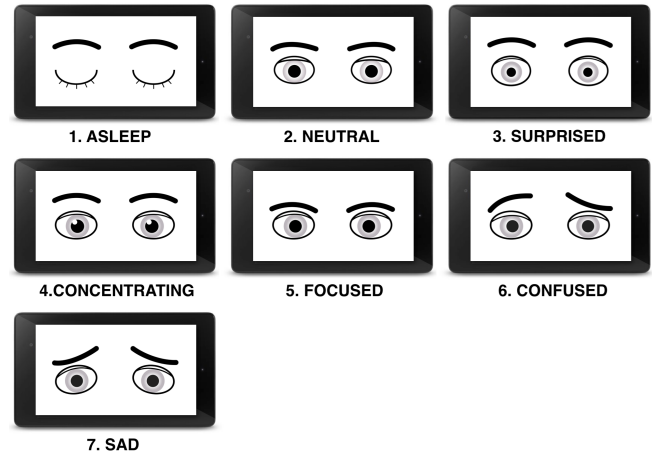 1. ASLEEP
2. NEUTRAL
3. SURPRISED
4.CONCENTRATING
5. FOCUSED
6. CONFUSED
7. SAD